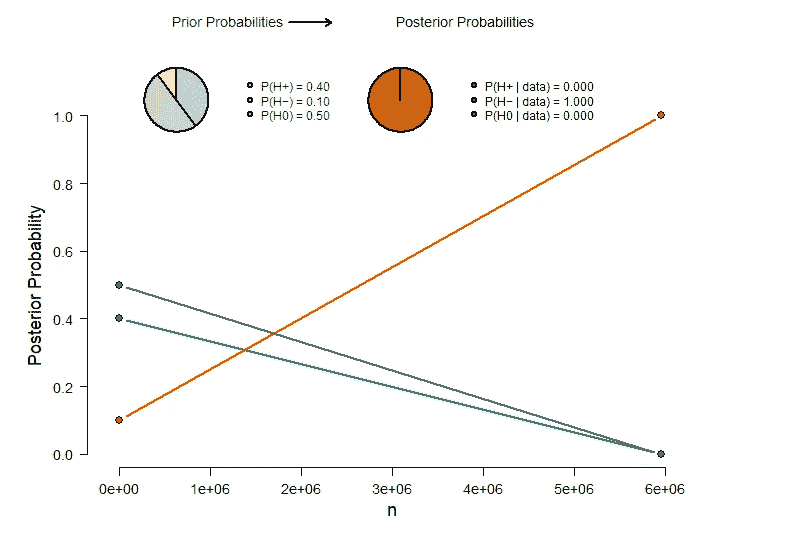 Prior Probabilities
Posterior Probabilities
P(H+) = 0.40
P(H−) = 0.10
P(H0) = 0.50
P(H+ | data) = 0.000
P(H− | data) = 1.000
P(H0 | data) = 0.000
Posterior Probability
1.0
0.8
0.6
0.4
0.2
0.0
0e+00 1e+06 2e+06 3e+06 4e+06 5e+06 6e+06
n